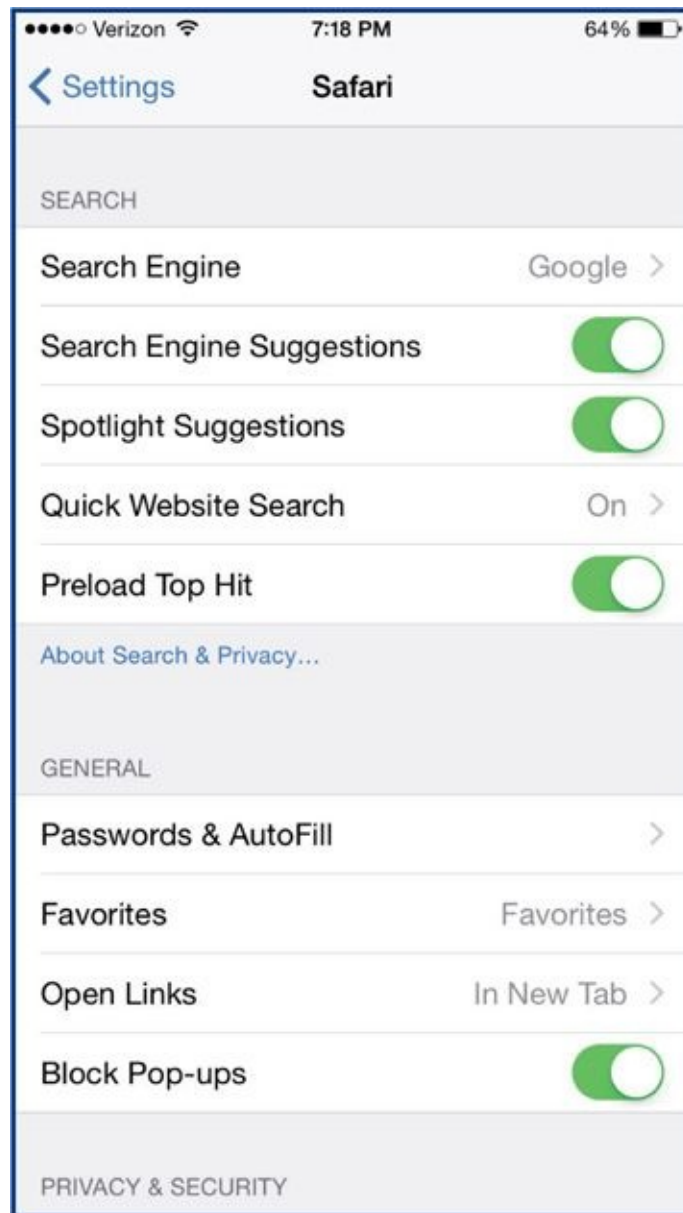 Verizon 7:18 PM 64%
Settings Safari
SEARCH
Search Engine Google
Search Engine Suggestions
Spotlight Suggestions
Quick Website Search On
Preload Top Hit
About Search & Privacy...
GENERAL
Passwords & AutoFill
Favorites Favorites
Open Links In New Tab
Block Pop-ups
PRIVACY & SECURITY